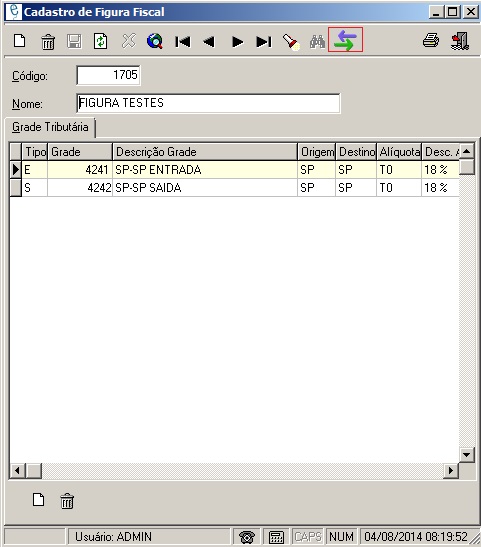 Cadastro de Figura Fiscal
Código: 1705
Nome: FIGURA TESTES
Grade Tributária
Tipo Grade Descrição Grade Origem Destino Alíquota Desc. A
E 4241 SP-SP ENTRADA SP SP T0 18 %
S 4242 SP-SP SAIDA SP SP T0 18 %
Usuário: ADMIN CAPS NUM 04/08/2014 08:19:52